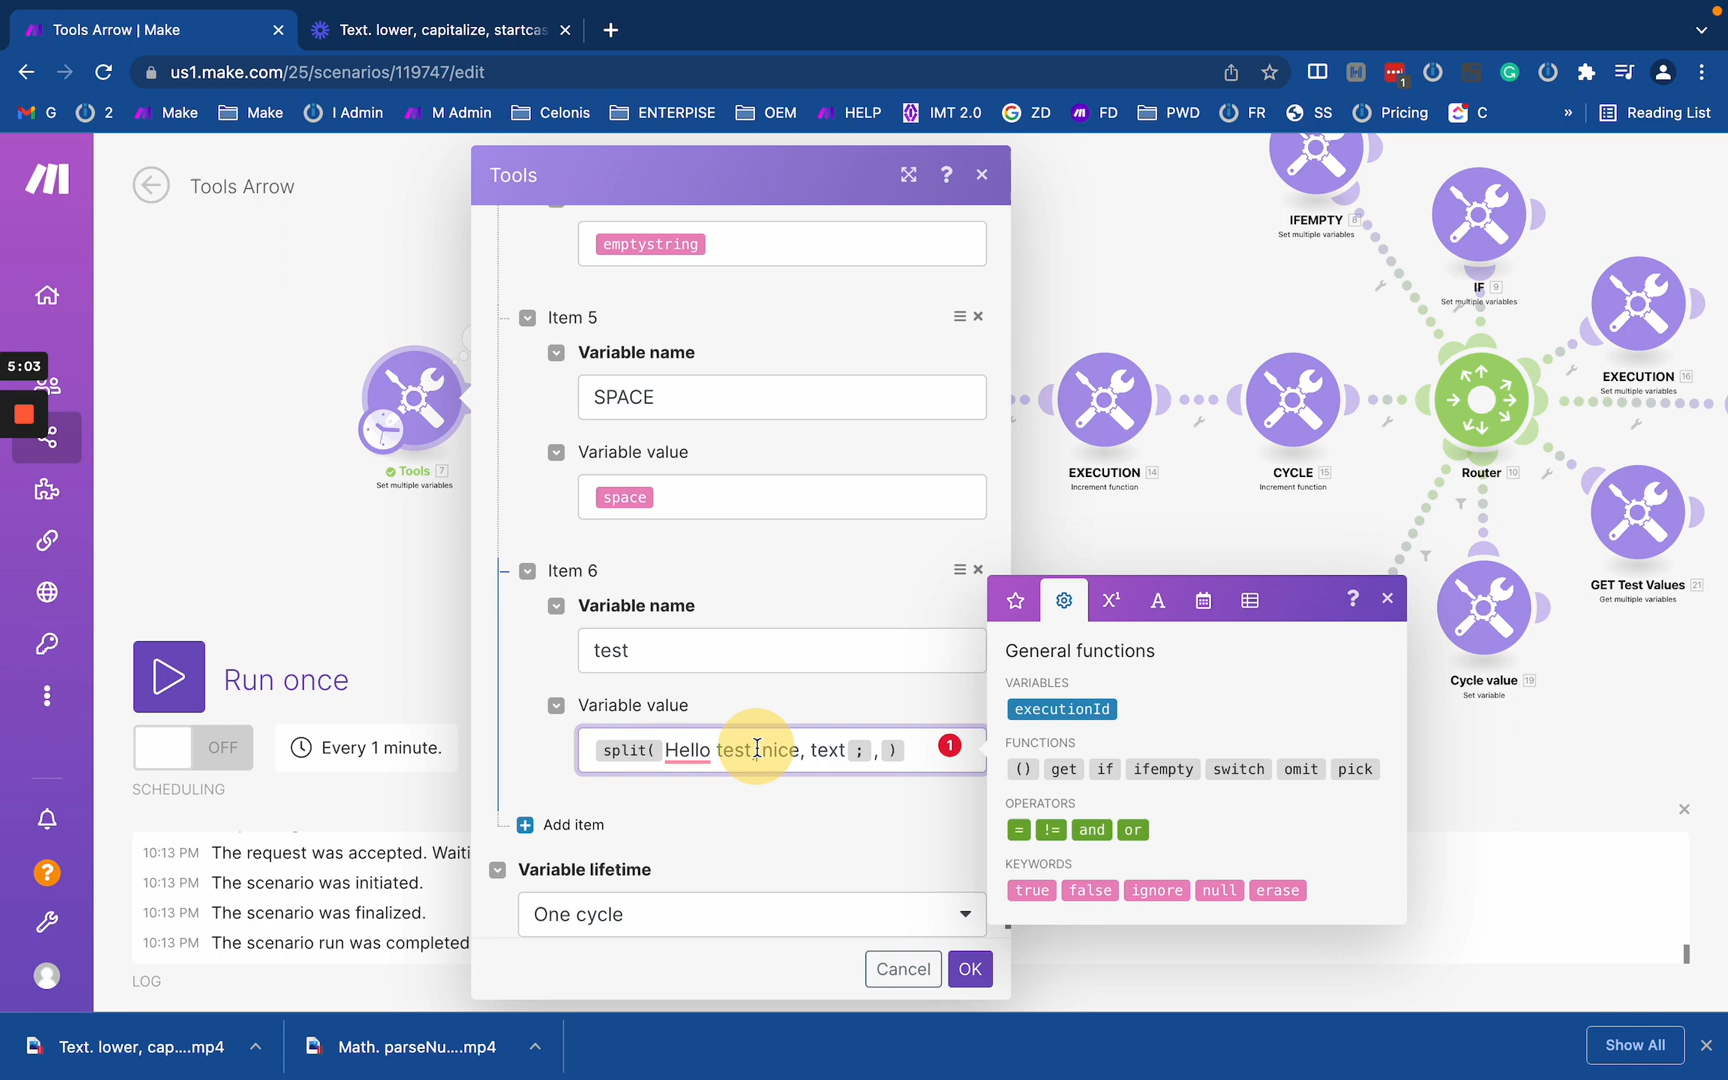 Tools Arrow | Make
Text. lower, capitalize, startcas
us1.make.com/25/scenarios/119747/edit
1
G
2
Make
Make
I Admin
M Admin
Celonis
ENTERPRISE
OEM
HELP
IMT 2.0
ZD
FD
PWD
FR
SS
Pricing
C
»
Reading List
Tools Arrow
Tools
?
emptystring
Item 5
Variable name
SPACE
Variable value
space
Item 6
Variable name
test
Variable value
split( Hello test, nice, text ; , )
1
Add item
Variable lifetime
One cycle
Cancel
OK
General functions
VARIABLES
executionId
FUNCTIONS
() get if ifempty switch omit pick
OPERATORS
= != and or
KEYWORDS
true false ignore null erase
?
IFEMPTY 8
Set multiple variables
IF 9
Set multiple variables
EXECUTION 16
Set multiple variables
EXECUTION 14
Increment function
CYCLE 15
Increment function
Router 10
GET Test Values 21
Get multiple variables
Cycle value 19
Set variable
Tools 7
Set multiple variables
5:03
Run once
OFF
Every 1 minute.
SCHEDULING
10:13 PM The request was accepted. Waiti
10:13 PM The scenario was initiated.
10:13 PM The scenario was finalized.
10:13 PM The scenario run was completed
LOG
?
Text. lower, cap....mp4
Math. parseNu....mp4
Show All